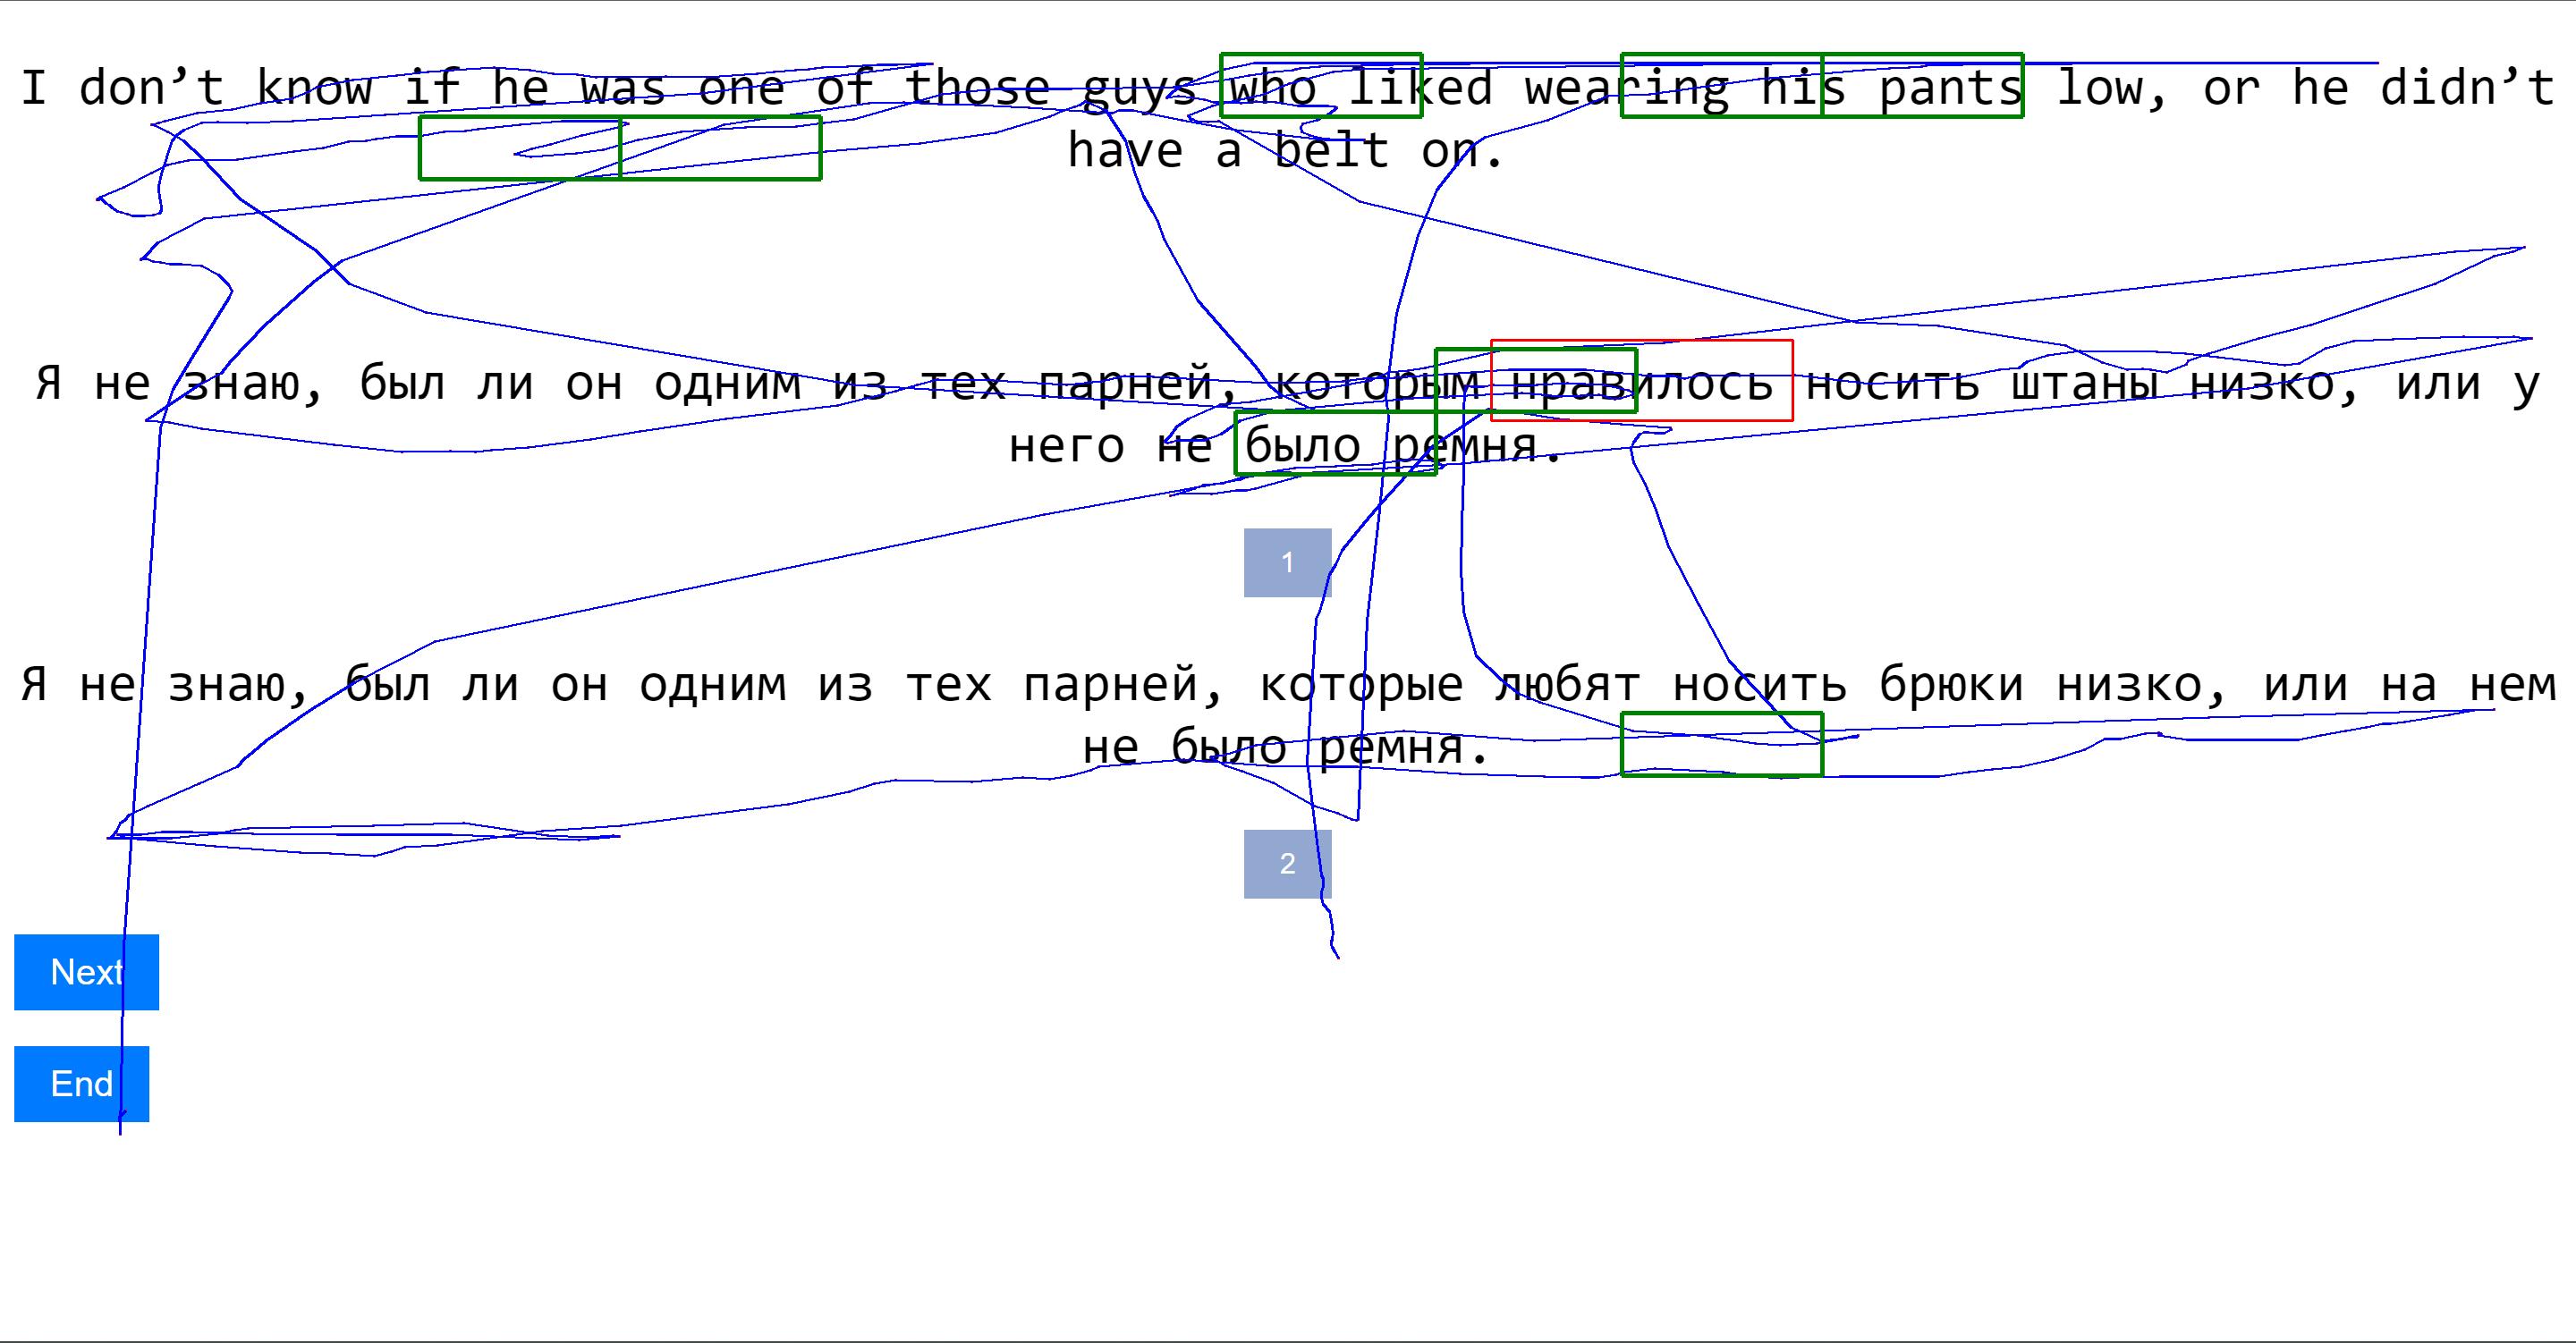 I don’t know if he was one of those guys who liked wearing his pants low, or he didn’t
have a belt on.
Я не знаю, был ли он одним из тех парней, которым нравилось носить штаны низко, или у
него не было ремня.
1
Я не знаю, был ли он одним из тех парней, которые любят носить брюки низко, или на нем
не было ремня.
2
Next
End